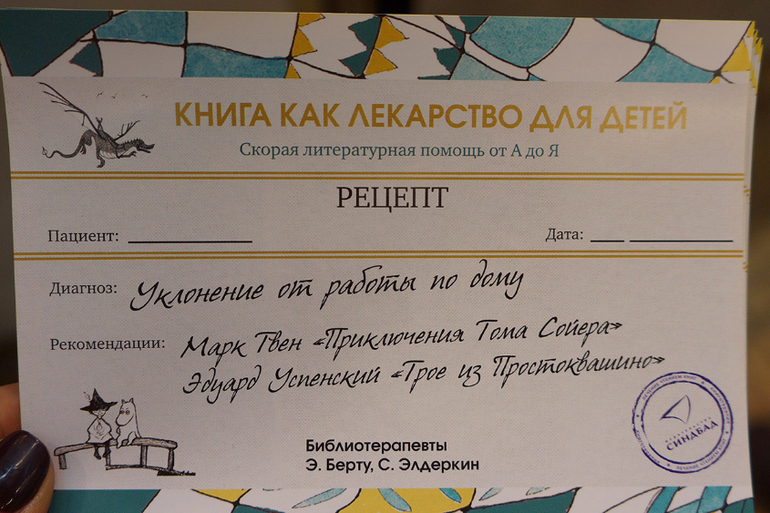 КНИГА КАК ЛЕКАРСТВО ДЛЯ ДЕТЕЙ
Скорая литературная помощь от А до Я
РЕЦЕПТ
Пациент:
Дата:
Диагноз: Уклонение от работы по дому
Рекомендации: Марк Твен «Приключения Тома Сойера»
Эдуард Успенский «Трое из Простоквашино»
Библиотерапевты
Э. Берту, С. Элдеркин
СИНДБАД